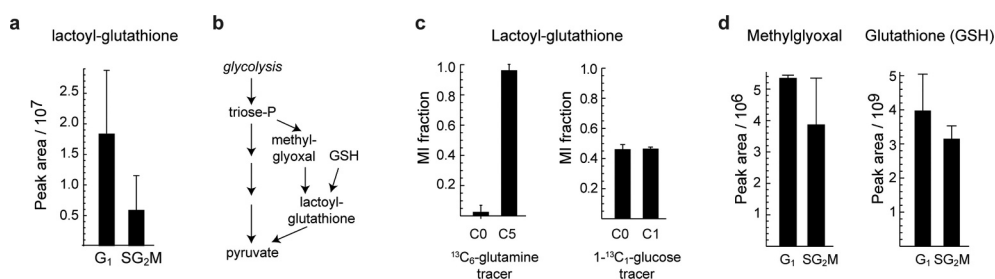 a
lactoyl-glutathione
Peak area / 10⁷
2.5
2.0
1.5
1.0
0.5
G₁ SG₂M
b
glycolysis
triose-P
methyl-
glyoxal
GSH
lactoyl-
glutathione
pyruvate
c
Lactoyl-glutathione
MI fraction
1.0
0.8
0.6
0.4
0.2
C0 C5
¹³C₆-glutamine
tracer
MI fraction
1.0
0.8
0.6
0.4
0.2
C0 C1
1-¹³C₁-glucose
tracer
d
Methylglyoxal
Peak area / 10⁶
5
4
3
2
1
G₁ SG₂M
Glutathione (GSH)
Peak area / 10⁹
5
4
3
2
1
G₁ SG₂M